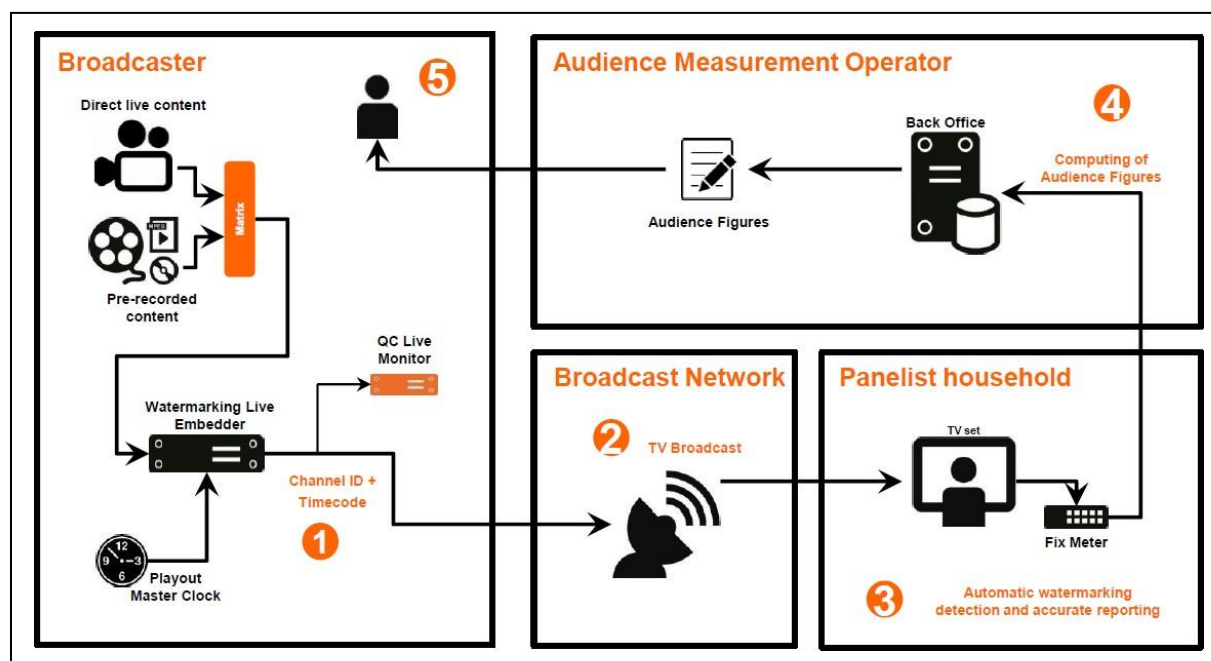 Broadcaster
5
Direct live content
Matrix
MPEG
Pre-recorded
content
QC Live
Monitor
Watermarking Live
Embedder
Channel ID +
Timecode
1
12
9
3
6
Playout
Master Clock
Audience Measurement Operator
4
Back Office
Computing of
Audience Figures
Audience Figures
Broadcast Network
2
TV Broadcast
Panelist household
TV set
Fix Meter
3
Automatic watermarking
detection and accurate reporting